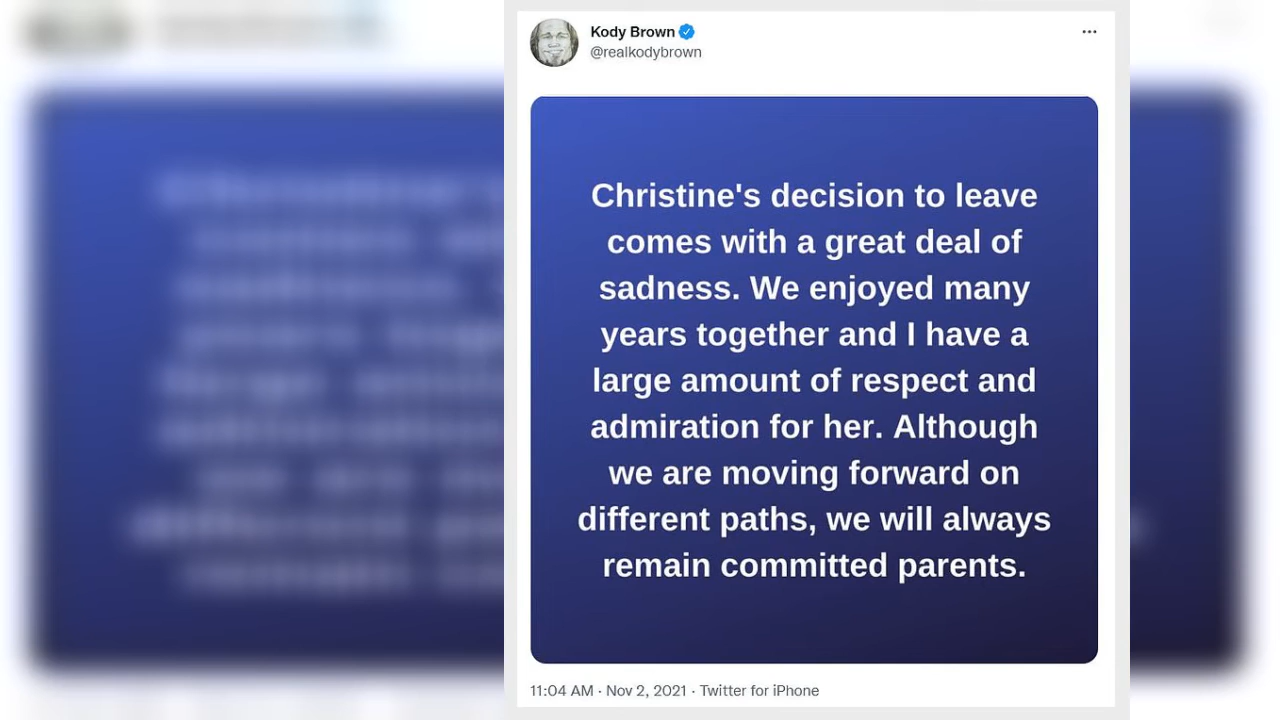 Kody Brown
@realkodybrown
Christine's decision to leave
comes with a great deal of
sadness. We enjoyed many
years together and I have a
large amount of respect and
admiration for her. Although
we are moving forward on
different paths, we will always
remain committed parents.
11:04 AM · Nov 2, 2021 · Twitter for iPhone